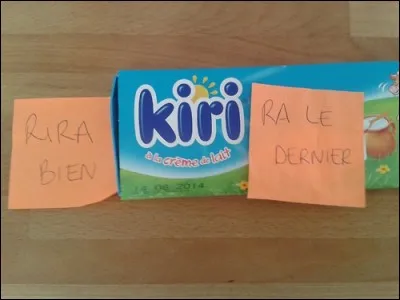 RIRA
BIEN
kiri
à la crème de lait
14.08.2014
RA LE
DERNIER